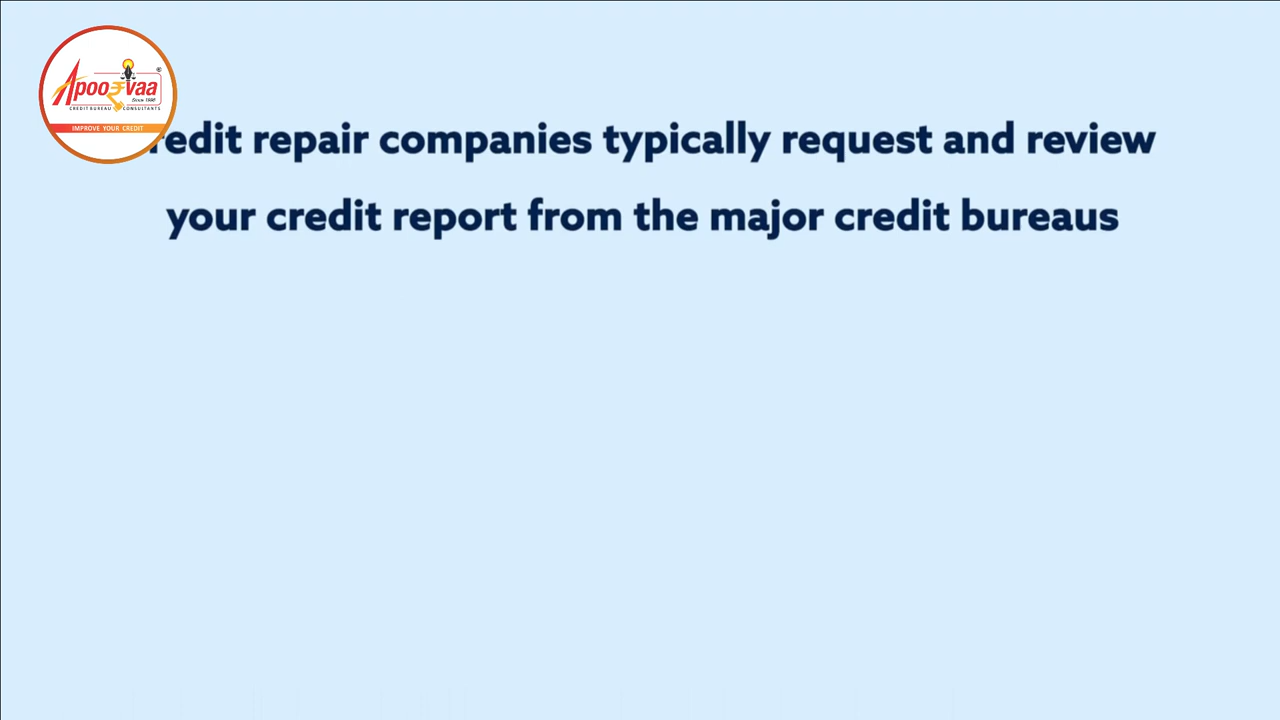 Apoorvaa
®
Since 1998
CREDIT BUREAU CONSULTANTS
IMPROVE YOUR CREDIT
redit repair companies typically request and review
your credit report from the major credit bureaus